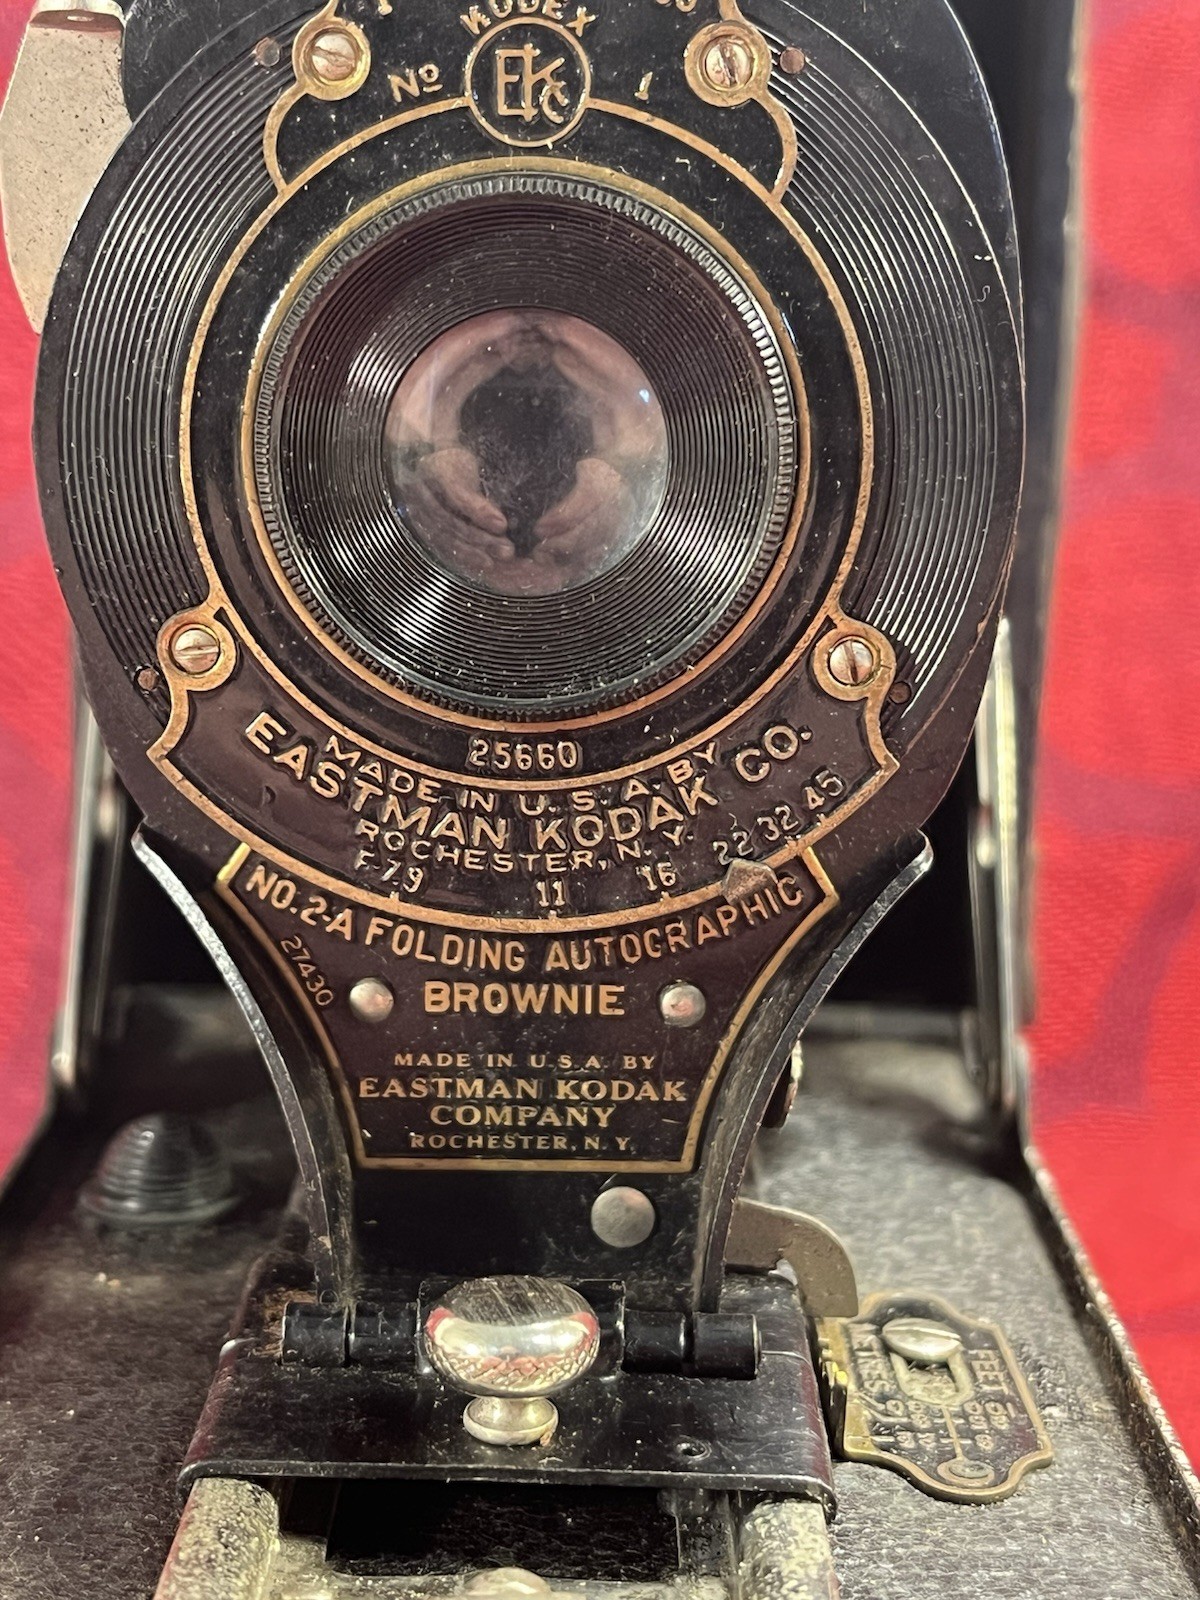 KODEX
No EKC 1
25660
MADE IN U.S.A. BY
EASTMAN KODAK CO.
ROCHESTER, N.Y.
F.7.9 11 16 22 32 45
NO. 2-A FOLDING AUTOGRAPHIC
BROWNIE
27430
MADE IN U.S.A. BY
EASTMAN KODAK
COMPANY
ROCHESTER, N.Y.
FEET
METRES